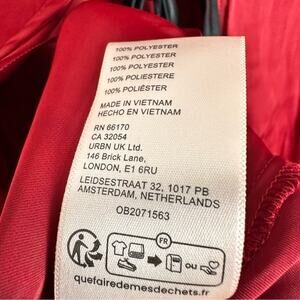 100% POLYESTER
100% POLYESTER
100% POLYESTER
100% POLIESTERE
100% POLIÉSTER
MADE IN VIETNAM
HECHO EN VIETNAM
RN 66170
CA 32054
URBN UK Ltd.
146 Brick Lane,
LONDON, E1 6RU
LEIDSESTRAAT 32, 1017 PB
AMSTERDAM, NETHERLANDS
OB2071563
FR
OU
quefairedemesdechets.fr